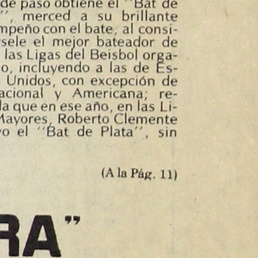 de paso obtiene el "Bat de
", merced a su brillante
mpeño con el bate, al consi-
sele el mejor bateador de
las Ligas del Beisbol orga-
o, incluyendo a las de Es-
Unidos, con excepción de
acional y Americana; re-
da que en ese año, en las Li-
Mayores, Roberto Clemente
vo el "Bat de Plata", sin
(A la Pág. 11)
RA"